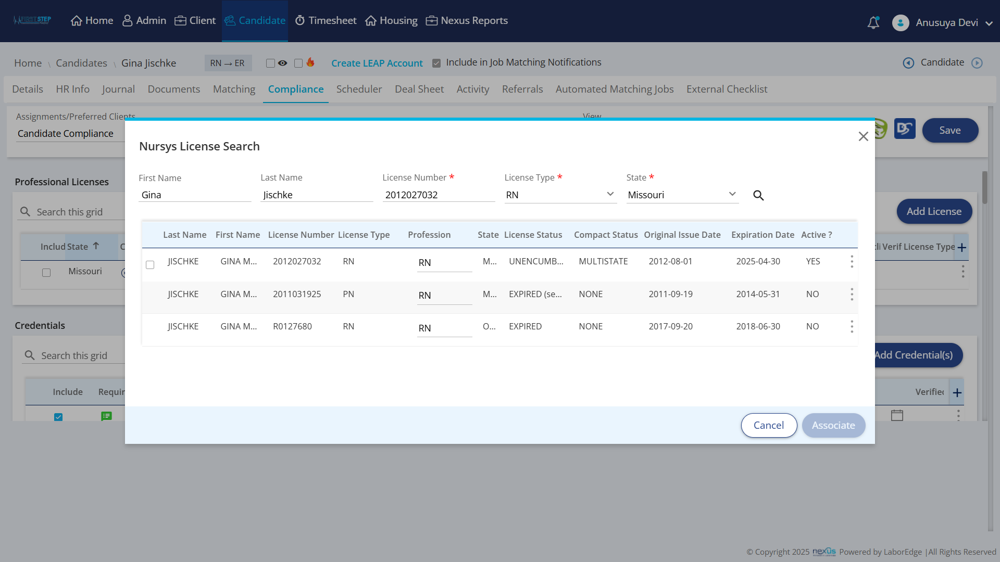 FIRST STEP
Home
Admin
Client
Candidate
Timesheet
Housing
Nexus Reports
Anusuya Devi
Home \ Candidates \ Gina Jischke
RN → ER
Create LEAP Account
Include in Job Matching Notifications
Candidate
Details
HR Info
Journal
Documents
Matching
Compliance
Scheduler
Deal Sheet
Activity
Referrals
Automated Matching Jobs
External Checklist
Assignments/Preferred Clients
View
Candidate Compliance
DS
Save
Nursys License Search
First Name
Last Name
License Number *
License Type *
State *
Gina
Jischke
2012027032
RN
Missouri
Professional Licenses
Search this grid
Add License
Includ State C
Verif License Type +
Missouri
Last Name First Name License Number License Type Profession State License Status Compact Status Original Issue Date Expiration Date Active ?
JISCHKE GINA M... 2012027032 RN RN M... UNENCUMB... MULTISTATE 2012-08-01 2025-04-30 YES
JISCHKE GINA M... 2011031925 PN RN M... EXPIRED (se... NONE 2011-09-19 2014-05-31 NO
JISCHKE GINA M... R0127680 RN RN O... EXPIRED NONE 2017-09-20 2018-06-30 NO
Credentials
Search this grid
Add Credential(s)
Include Requir
Verified +
Cancel
Associate
© Copyright 2025 nexus Powered by LaborEdge |All Rights Reserved